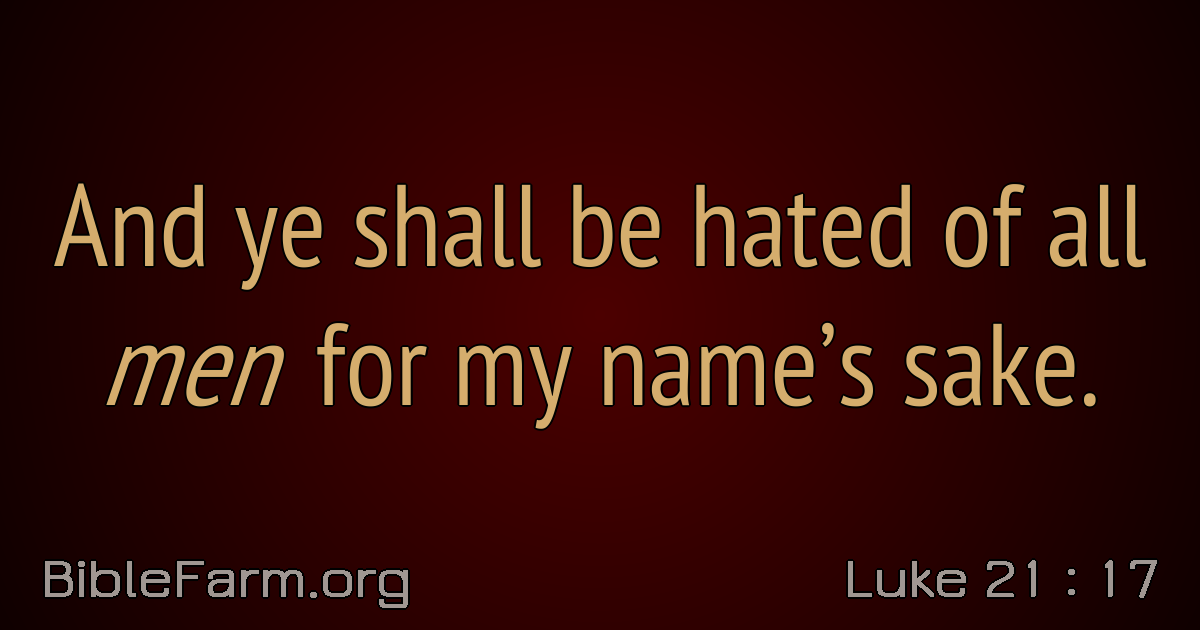 And ye shall be hated of all
men for my name’s sake.
BibleFarm.org
Luke 21 : 17